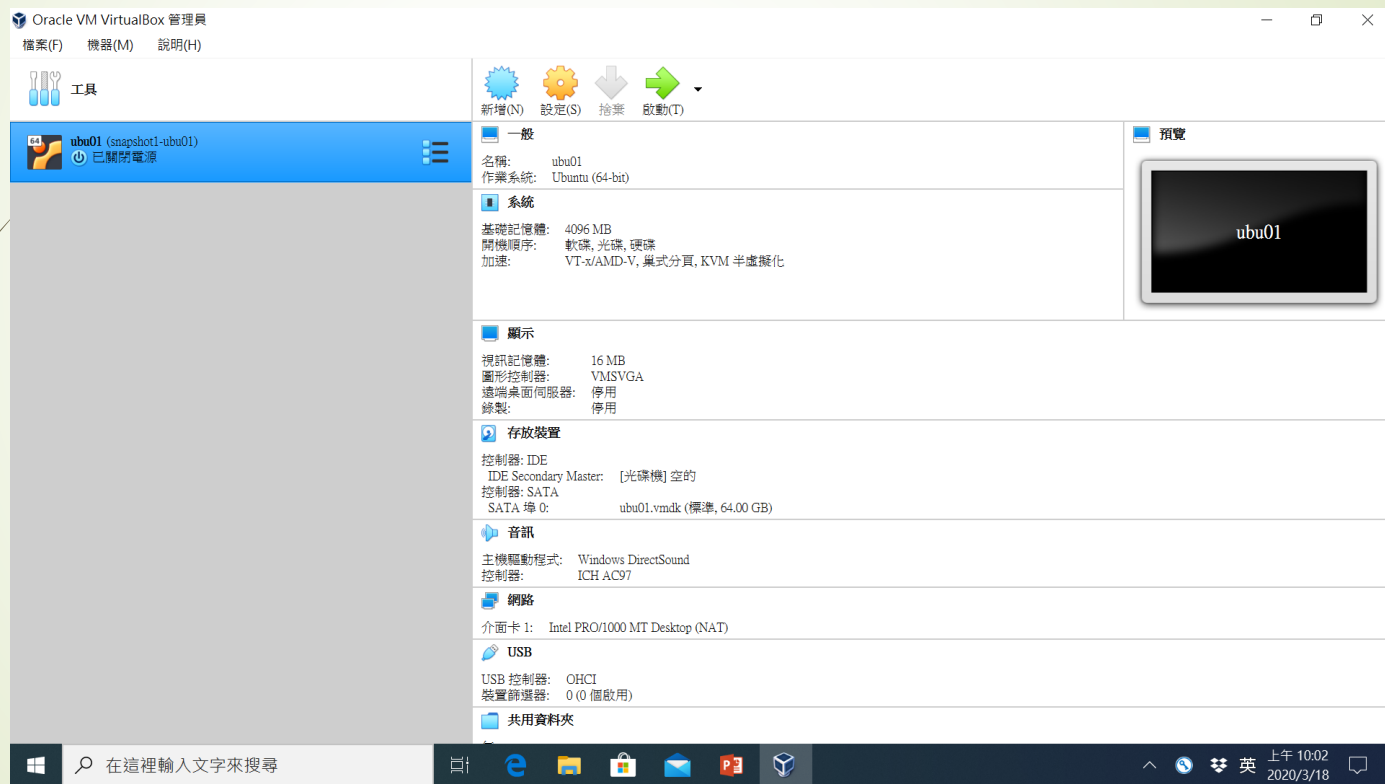 Oracle VM VirtualBox 管理員
檔案(F) 機器(M) 說明(H)
工具
新增(N) 設定(S) 捨棄 啟動(T)
64
ubu01 (snapshot1-ubu01)
已關閉電源
一般
名稱: ubu01
作業系統: Ubuntu (64-bit)
預覽
ubu01
系統
基礎記憶體: 4096 MB
開機順序: 軟碟, 光碟, 硬碟
加速: VT-x/AMD-V, 巢式分頁, KVM 半虛擬化
顯示
視訊記憶體: 16 MB
圖形控制器: VMSVGA
遠端桌面伺服器: 停用
錄製: 停用
存放裝置
控制器: IDE
IDE Secondary Master: [光碟機] 空的
控制器: SATA
SATA 埠 0: ubu01.vmdk (標準, 64.00 GB)
音訊
主機驅動程式: Windows DirectSound
控制器: ICH AC97
網路
介面卡 1: Intel PRO/1000 MT Desktop (NAT)
USB
USB 控制器: OHCI
裝置篩選器: 0 (0 個啟用)
共用資料夾
在這裡輸入文字來搜尋
英
上午 10:02
2020/3/18